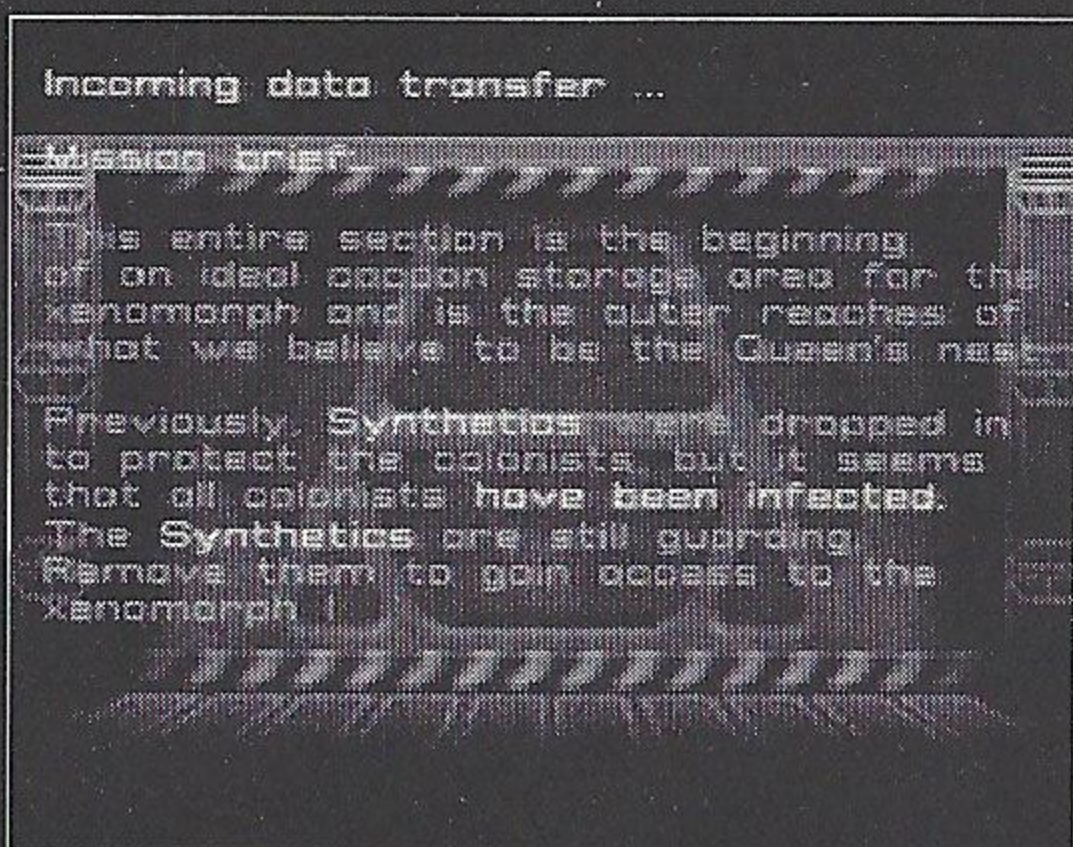 Incoming data transfer ...
Mission brief:
This entire section is the beginning
of an ideal cocoon storage area for the
xenomorph and is the outer reaches of
what we believe to be the Queen's nest.
Previously, Synthetics were dropped in
to protect the colonists, but it seems
that all colonists have been infected.
The Synthetics are still guarding.
Remove them to gain access to the
xenomorph !